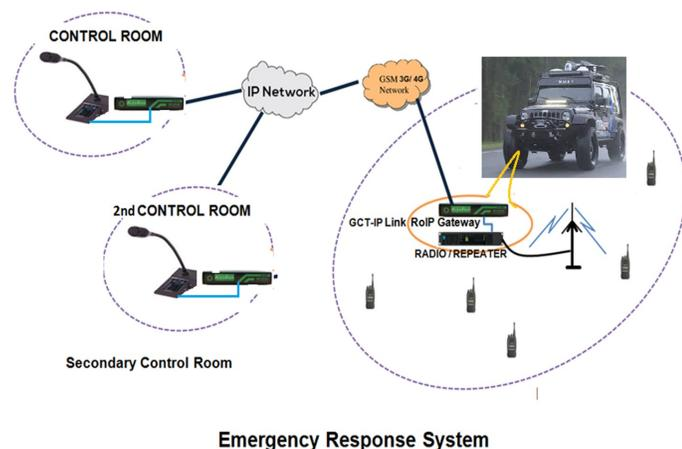 CONTROL ROOM
IP Network
GSM 3G/ 4G
Network
2nd CONTROL ROOM
GCT-IP Link RoIP Gateway
RADIO / REPEATER
Secondary Control Room
Emergency Response System